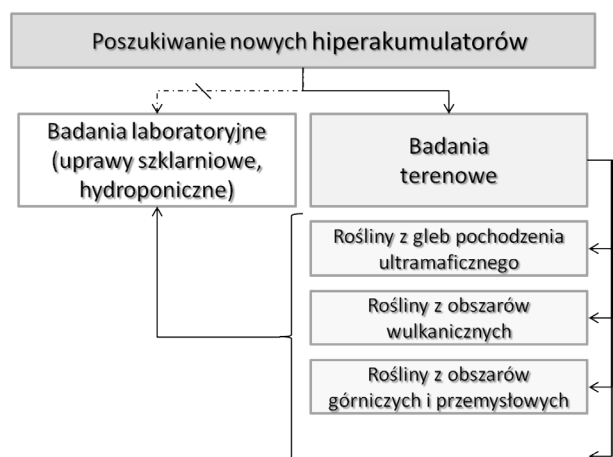 Poszukiwanie nowych hiperakumulatorów
Badania laboratoryjne
(uprawy szklarniowe,
hydroponiczne)
Badania
terenowe
Rośliny z gleb pochodzenia
ultramaficznego
Rośliny z obszarów
wulkanicznych
Rośliny z obszarów
górniczych i przemysłowych